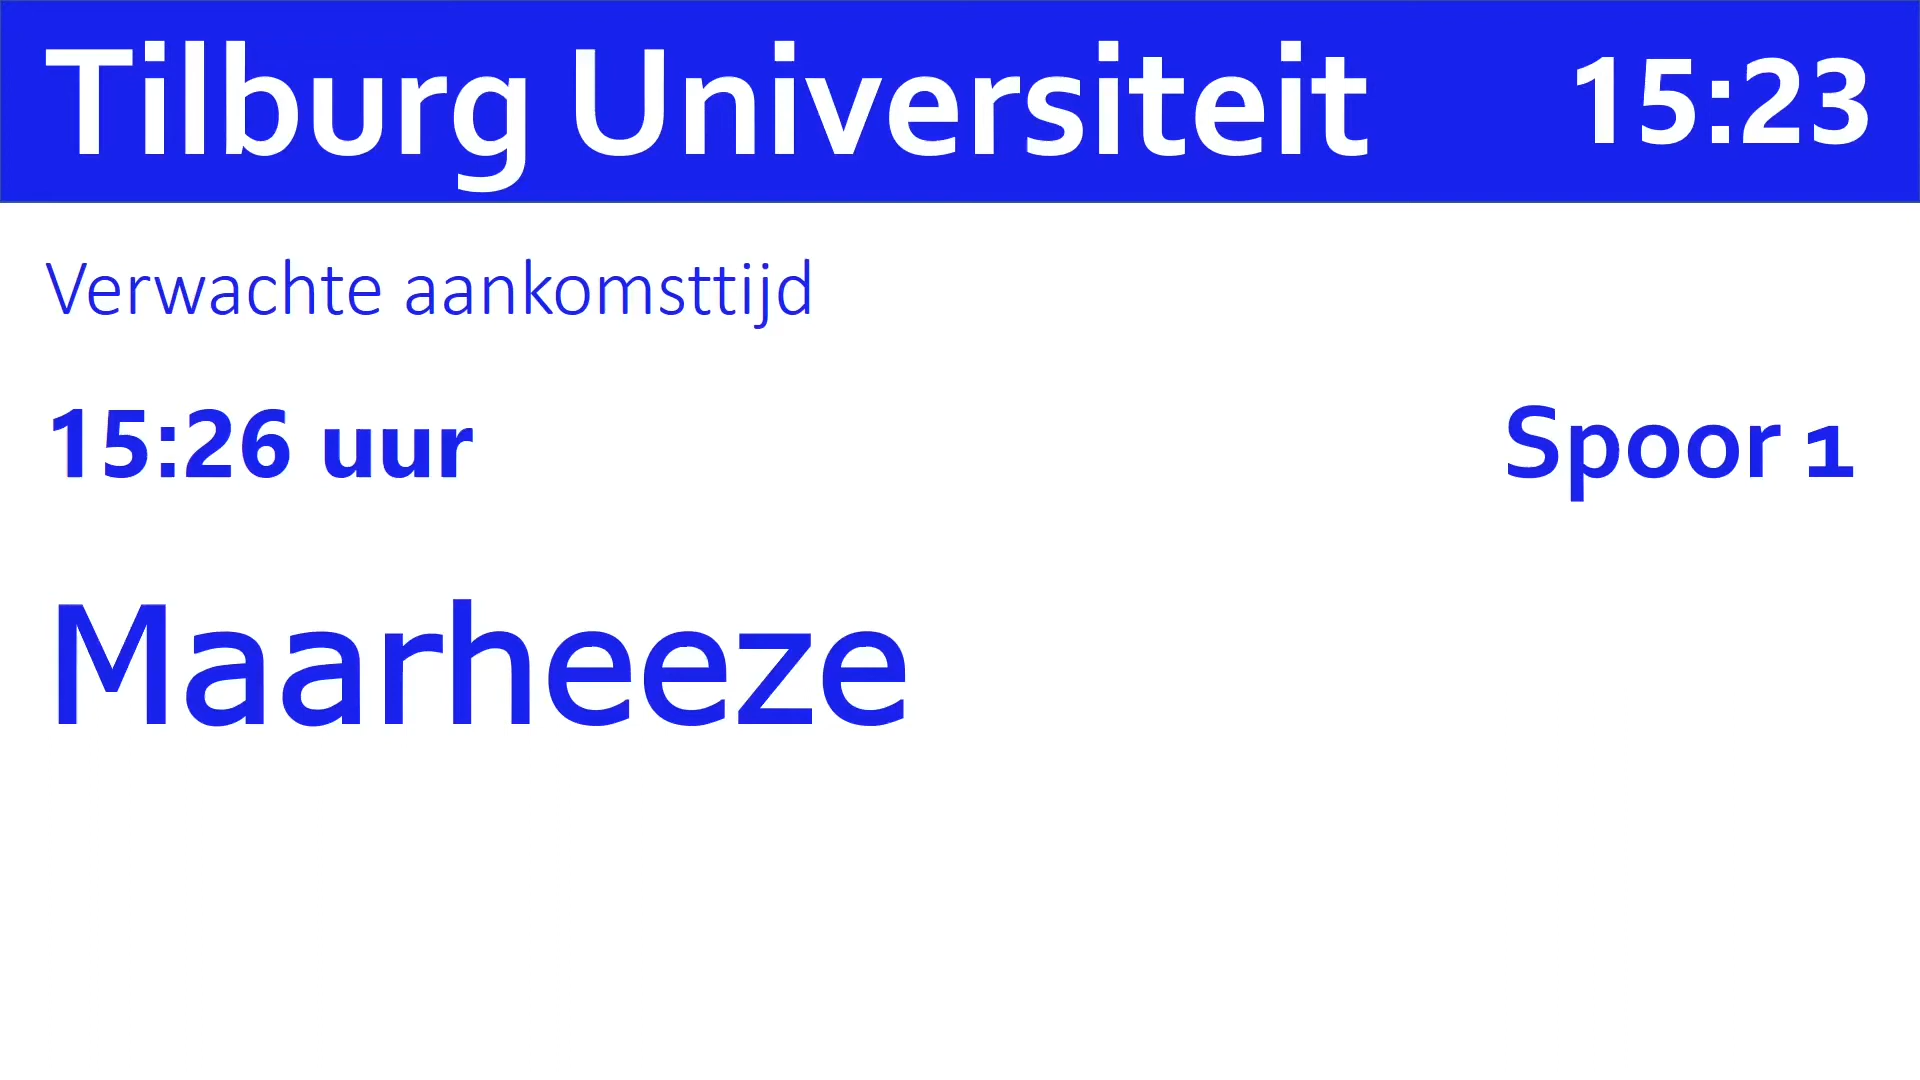 Tilburg Universiteit 15:23
Verwachte aankomsttijd
15:26 uur Spoor 1
Maarheeze